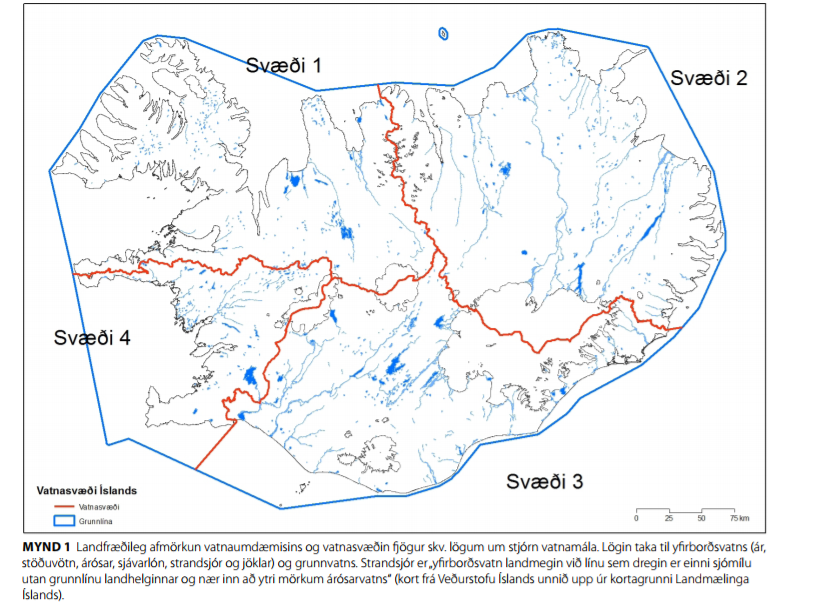 Svæði 1
Svæði 2
Svæði 4
Svæði 3
Vatnasvæði Íslands
Vatnasvæði
Grunnlína
0 25 50 75 km
MYND 1 Landfræðileg afmörkun vatnaumdæmisins og vatnasvæðin fjögur skv. lögum um stjórn vatnamála. Lögin taka til yfirborðsvatns (ár,
stöðuvötn, árósar, sjávarlón, strandsjór og jöklar) og grunnvatns. Strandsjór er „yfirborðsvatn landmegin við línu sem dregin er einni sjómílu
utan grunnlínu landhelginnar og nær inn að ytri mörkum árósarvatns“ (kort frá Veðurstofu Íslands unnið upp úr kortagrunni Landmælinga
Íslands).